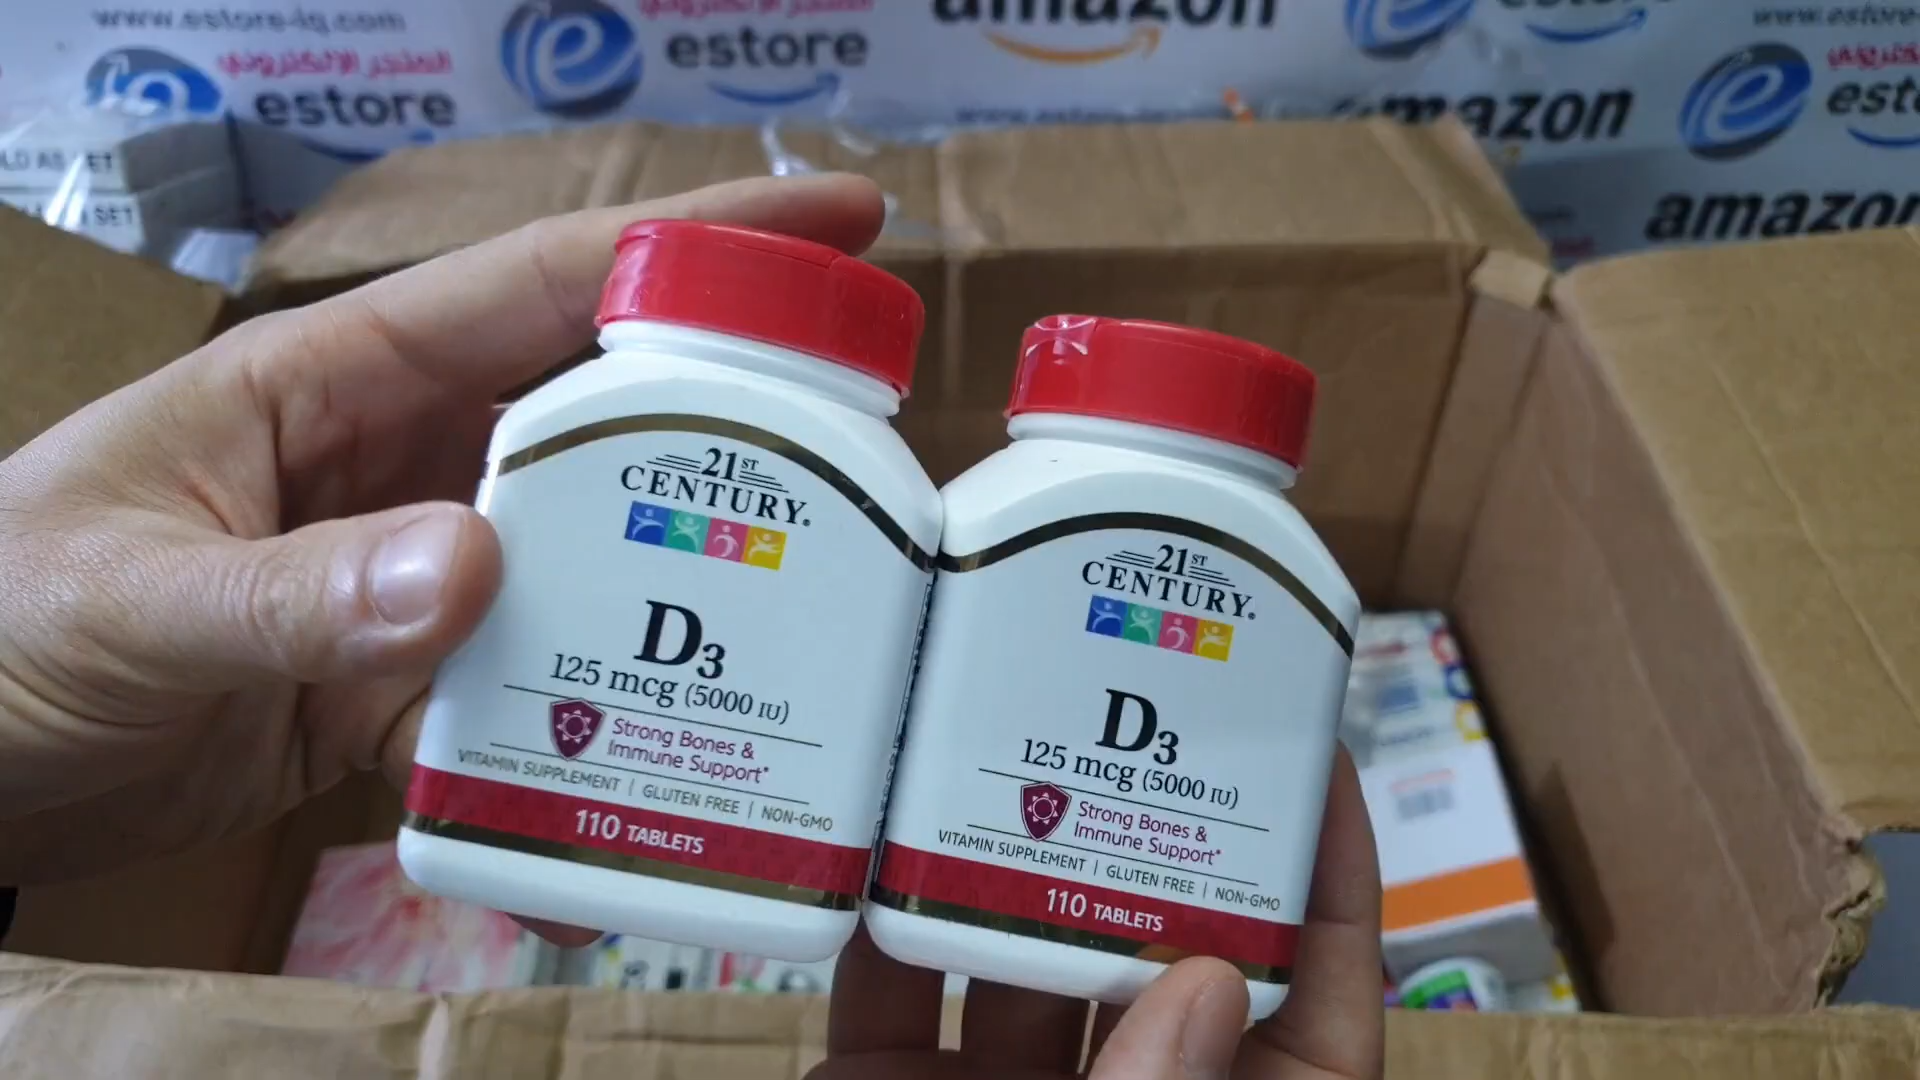 www.estore-iq.com
المتجر الالكتروني
estore
estore
amazon
amazon
amazon
21ST
CENTURY®
D3
125 mcg (5000 IU)
Strong Bones &
Immune Support*
VITAMIN SUPPLEMENT | GLUTEN FREE | NON-GMO
110 TABLETS
21ST
CENTURY®
D3
125 mcg (5000 IU)
Strong Bones &
Immune Support*
VITAMIN SUPPLEMENT | GLUTEN FREE | NON-GMO
110 TABLETS